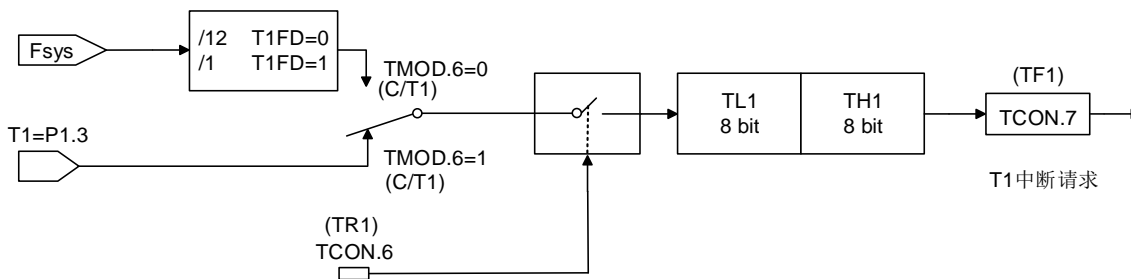 Fsys
/12 T1FD=0
/1 T1FD=1
TMOD.6=0
(C/T1)
T1=P1.3
TMOD.6=1
(C/T1)
(TR1)
TCON.6
TL1
8 bit
TH1
8 bit
(TF1)
TCON.7
T1中断请求